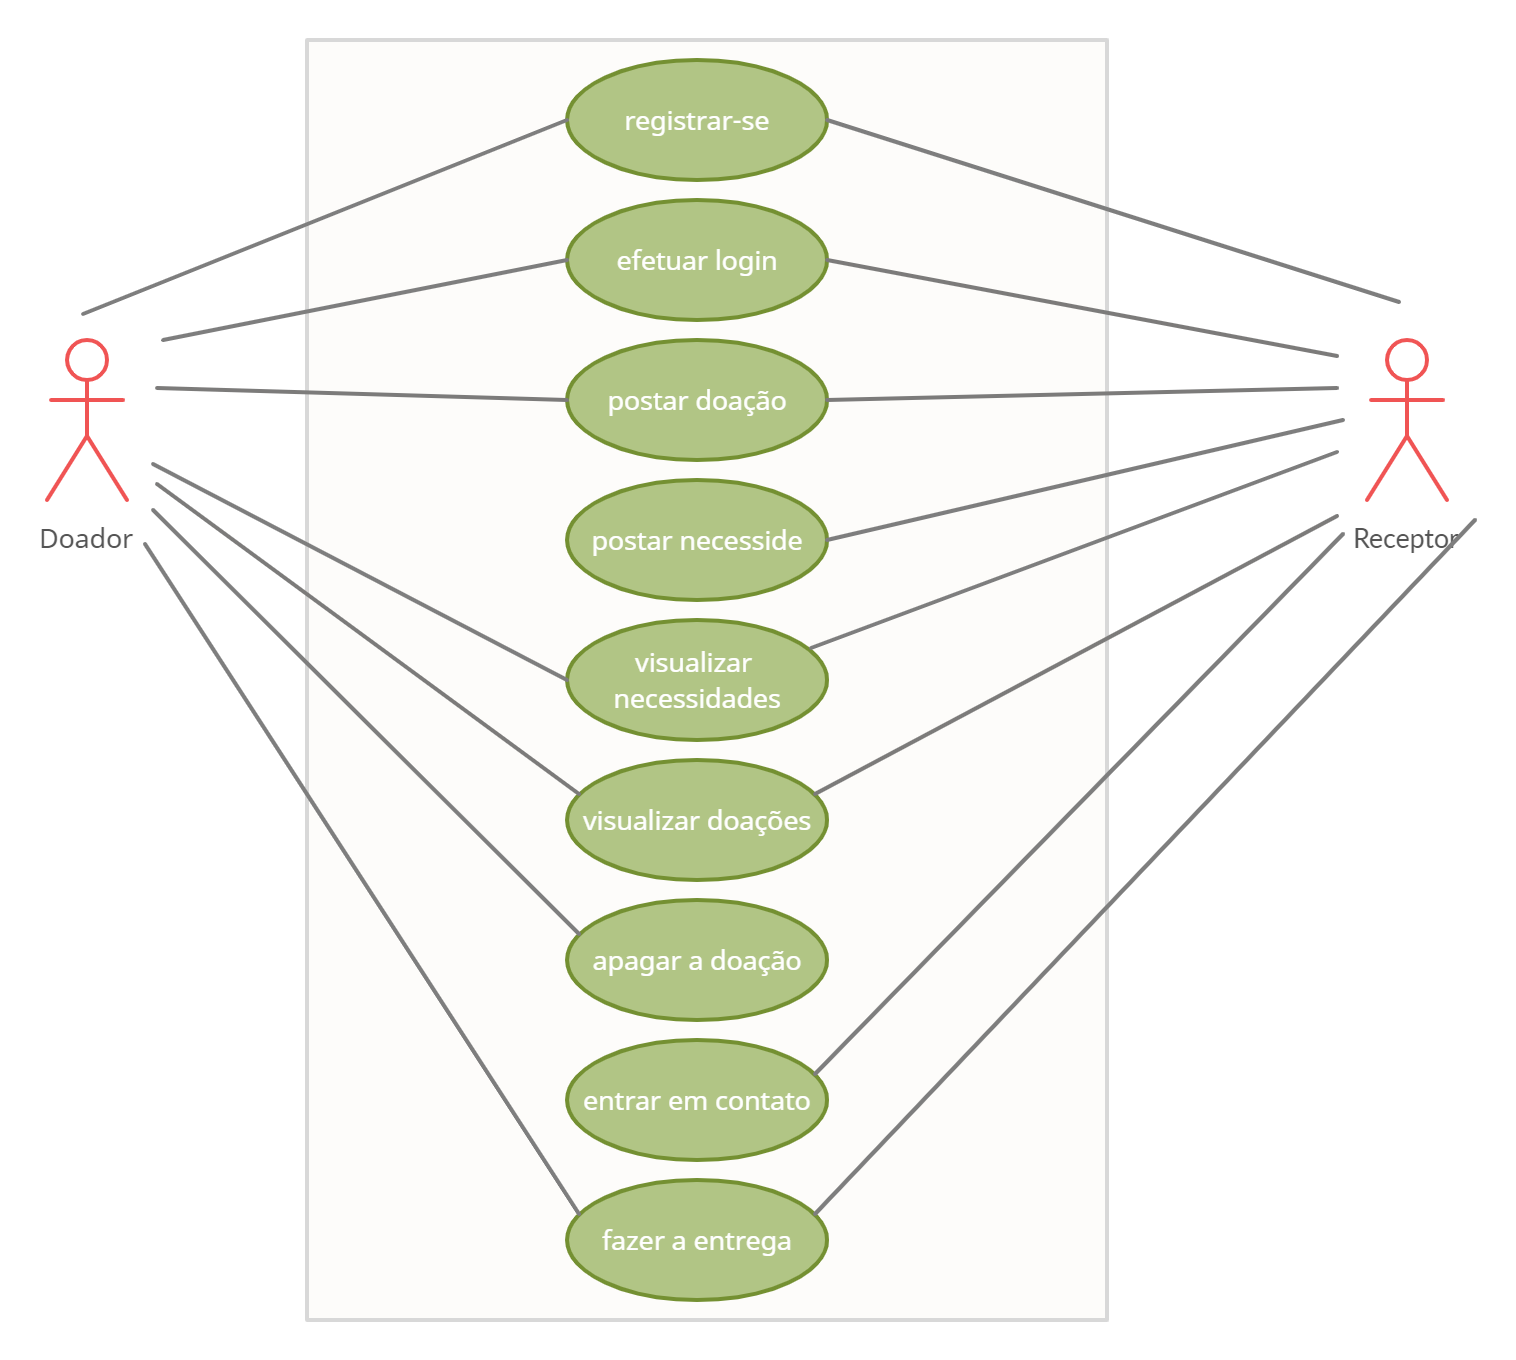 registrar-se
efetuar login
postar doação
Doador
postar necesside
Receptor
visualizar
necessidades
visualizar doações
apagar a doação
entrar em contato
fazer a entrega